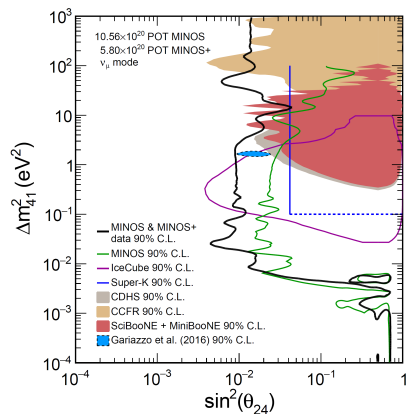 10.56×10²⁰ POT MINOS
5.80×10²⁰ POT MINOS+
νμ mode
Δm²₄₁ (eV²)
10³
10²
10
1
10⁻¹
10⁻²
10⁻³
10⁻⁴
MINOS & MINOS+
data 90% C.L.
MINOS 90% C.L.
IceCube 90% C.L.
Super-K 90% C.L.
CDHS 90% C.L.
CCFR 90% C.L.
SciBooNE + MiniBooNE 90% C.L.
Gariazzo et al. (2016) 90% C.L.
10⁻⁴ 10⁻³ 10⁻² 10⁻¹ 1
sin²(θ₂₄)